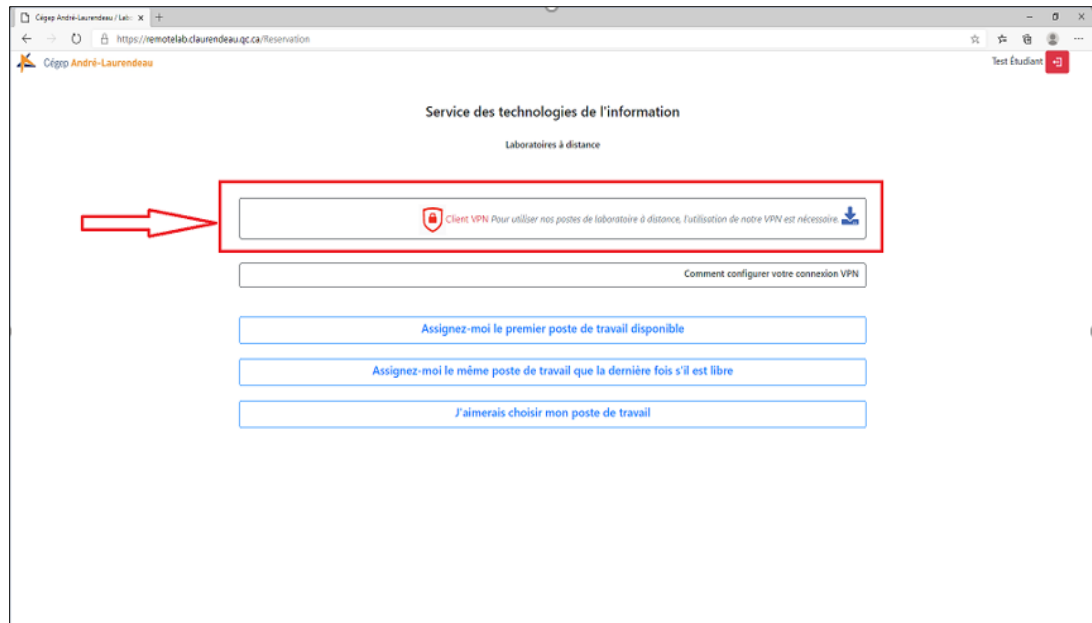 Cégep André-Laurendeau / Lab
https://remotelab.claurendeau.qc.ca/Reservation
Cégep André-Laurendeau
Test Étudiant
Service des technologies de l'information
Laboratoires à distance
Client VPN Pour utiliser nos postes de laboratoire à distance, l'utilisation de notre VPN est nécessaire.
Comment configurer votre connexion VPN
Assignez-moi le premier poste de travail disponible
Assignez-moi le même poste de travail que la dernière fois s'il est libre
J'aimerais choisir mon poste de travail